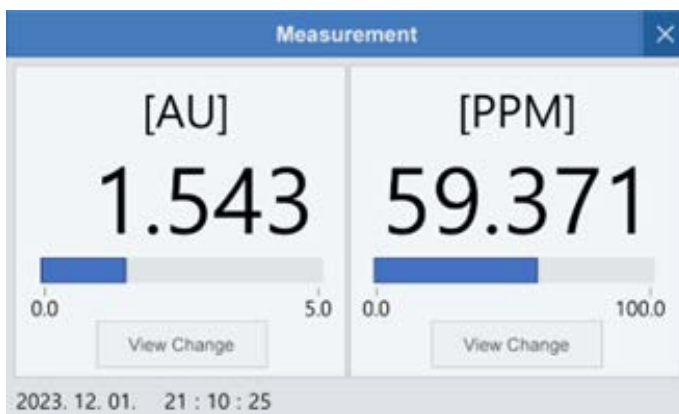 Measurement
[AU]
1.543
0.0 5.0
View Change
[PPM]
59.371
0.0 100.0
View Change
2023. 12. 01. 21 : 10 : 25